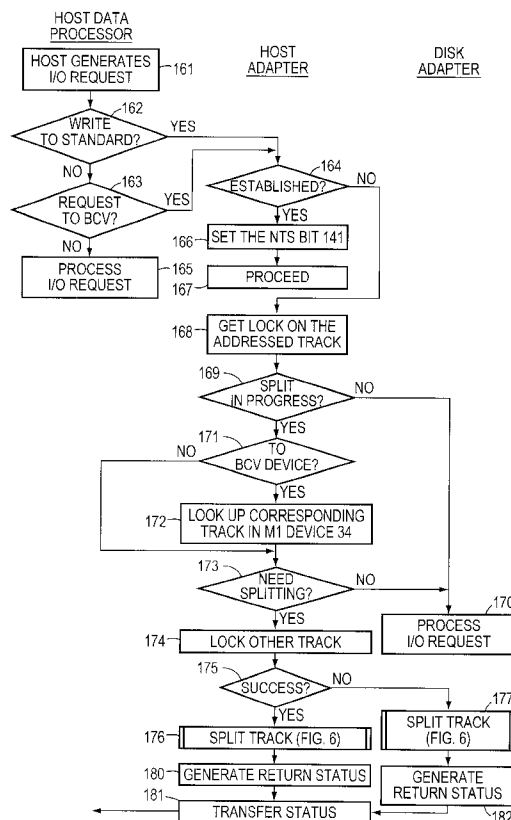 HOST DATA
PROCESSOR
HOST
ADAPTER
DISK
ADAPTER
HOST GENERATES
I/O REQUEST
161
162
WRITE
TO STANDARD?
YES
NO
163
REQUEST
TO BCV?
YES
NO
165
PROCESS
I/O REQUEST
164
ESTABLISHED?
NO
YES
166
SET THE NTS BIT 141
167
PROCEED
168
GET LOCK ON THE
ADDRESSED TRACK
169
SPLIT
IN PROGRESS?
NO
YES
171
TO
BCV DEVICE?
NO
YES
172
LOOK UP CORRESPONDING
TRACK IN M1 DEVICE 34
173
NEED
SPLITTING?
NO
YES
170
PROCESS
I/O REQUEST
174
LOCK OTHER TRACK
175
SUCCESS?
NO
YES
176
SPLIT TRACK (FIG. 6)
177
SPLIT TRACK
(FIG. 6)
180
GENERATE RETURN STATUS
GENERATE
RETURN STATUS
182
181
TRANSFER STATUS